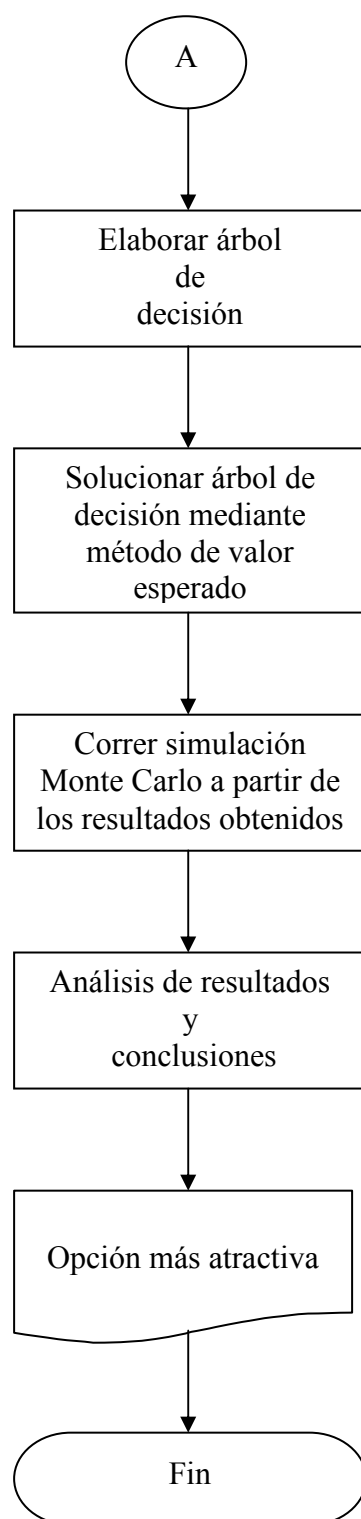 A
Elaborar árbol
de
decisión
Solucionar árbol de
decisión mediante
método de valor
esperado
Correr simulación
Monte Carlo a partir de
los resultados obtenidos
Análisis de resultados
y
conclusiones
Opción más atractiva
Fin